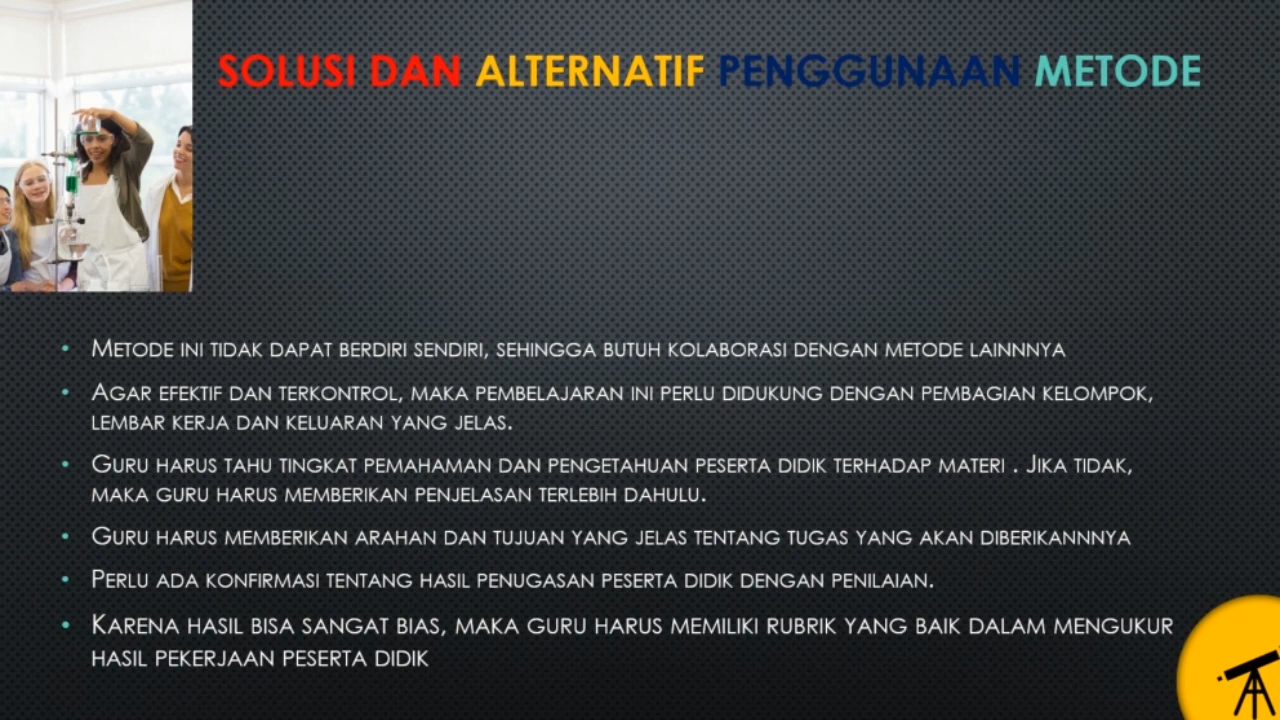 SOLUSI DAN ALTERNATIF PENGGUNAAN METODE
• METODE INI TIDAK DAPAT BERDIRI SENDIRI, SEHINGGA BUTUH KOLABORASI DENGAN METODE LAINNNYA
• AGAR EFEKTIF DAN TERKONTROL, MAKA PEMBELAJARAN INI PERLU DIDUKUNG DENGAN PEMBAGIAN KELOMPOK,
LEMBAR KERJA DAN KELUARAN YANG JELAS.
• GURU HARUS TAHU TINGKAT PEMAHAMAN DAN PENGETAHUAN PESERTA DIDIK TERHADAP MATERI . JIKA TIDAK,
MAKA GURU HARUS MEMBERIKAN PENJELASAN TERLEBIH DAHULU.
• GURU HARUS MEMBERIKAN ARAHAN DAN TUJUAN YANG JELAS TENTANG TUGAS YANG AKAN DIBERIKANNNYA
• PERLU ADA KONFIRMASI TENTANG HASIL PENUGASAN PESERTA DIDIK DENGAN PENILAIAN.
• KARENA HASIL BISA SANGAT BIAS, MAKA GURU HARUS MEMILIKI RUBRIK YANG BAIK DALAM MENGUKUR
HASIL PEKERJAAN PESERTA DIDIK